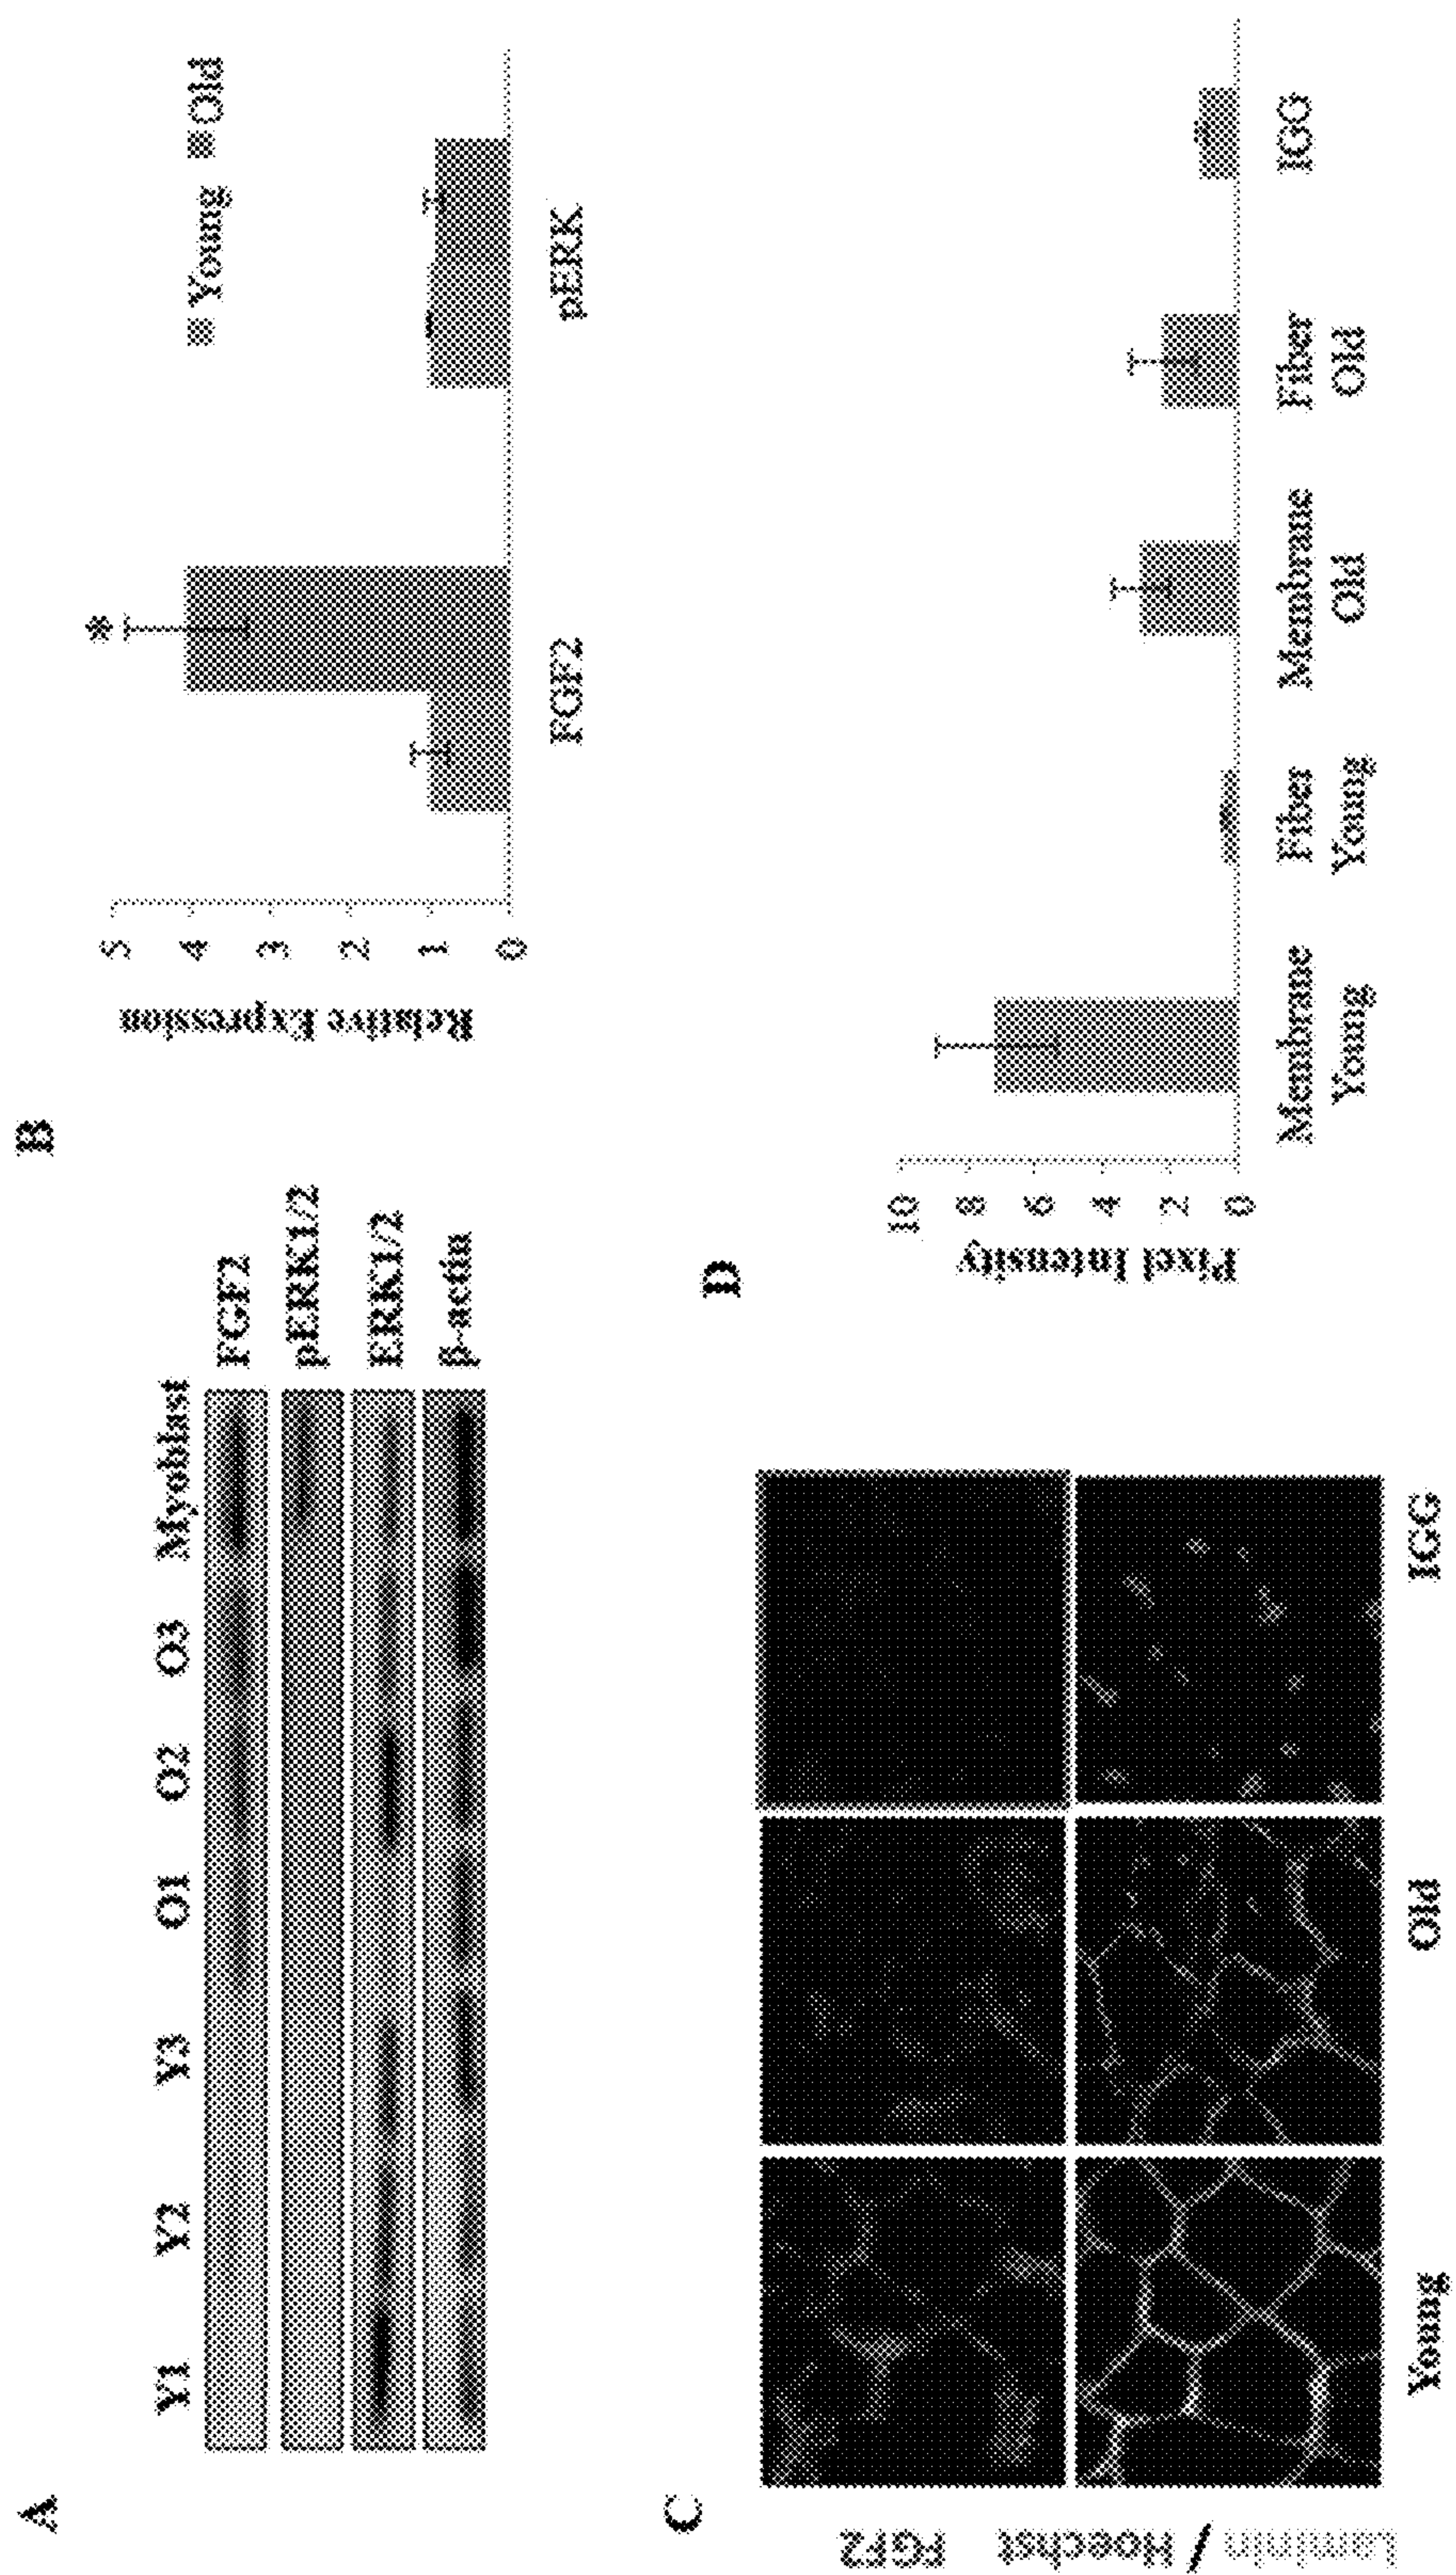 A
Y1 Y2 Y3 O1 O2 O3 Myoblast
FGF2
pERK1/2
ERK1/2
β-actin
B
Relative Expression
5
4
3
2
1
0
Young Old
*
FGF2 pERK
C
FGF2
Laminin / Hoechst
Young Old IGG
D
Pixel Intensity
10
8
6
4
2
0
Membrane Fiber Membrane Fiber IGG
Young Young Old Old